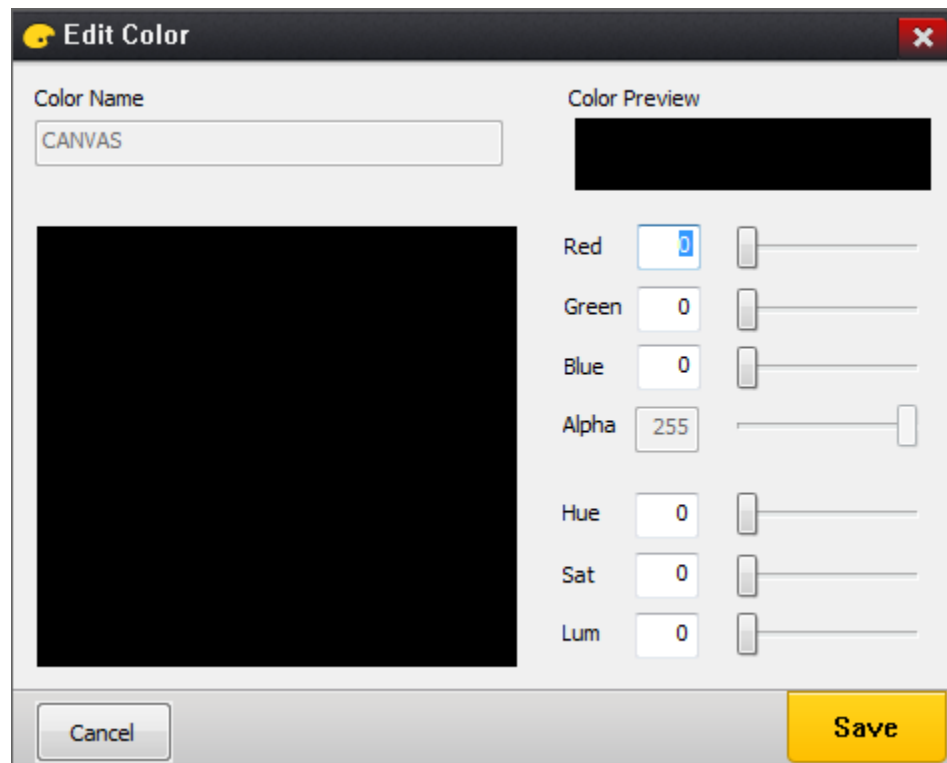 Edit Color
Color Name
Color Preview
CANVAS
Red 0
Green 0
Blue 0
Alpha 255
Hue 0
Sat 0
Lum 0
Cancel
Save